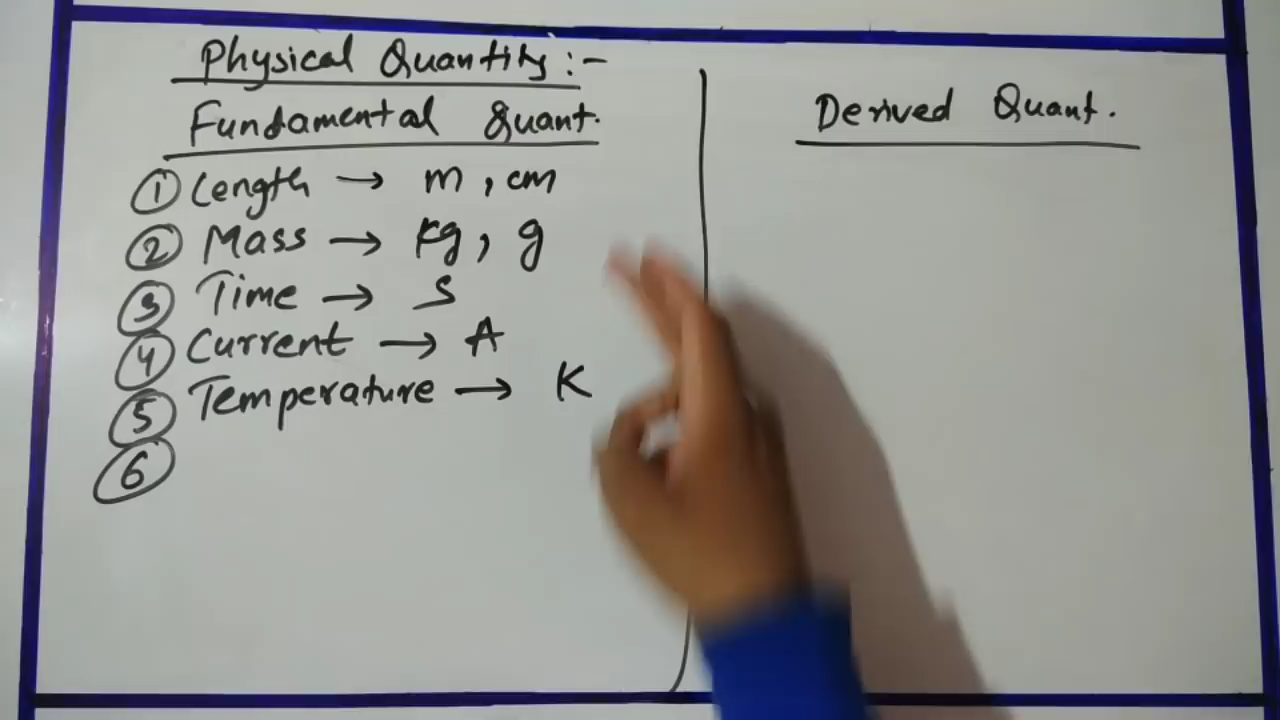 Physical Quantity :-
Fundamental Quant.
① Length → m, cm
② Mass → kg, g
③ Time → s
④ Current → A
⑤ Temperature → K
⑥
Derived Quant.